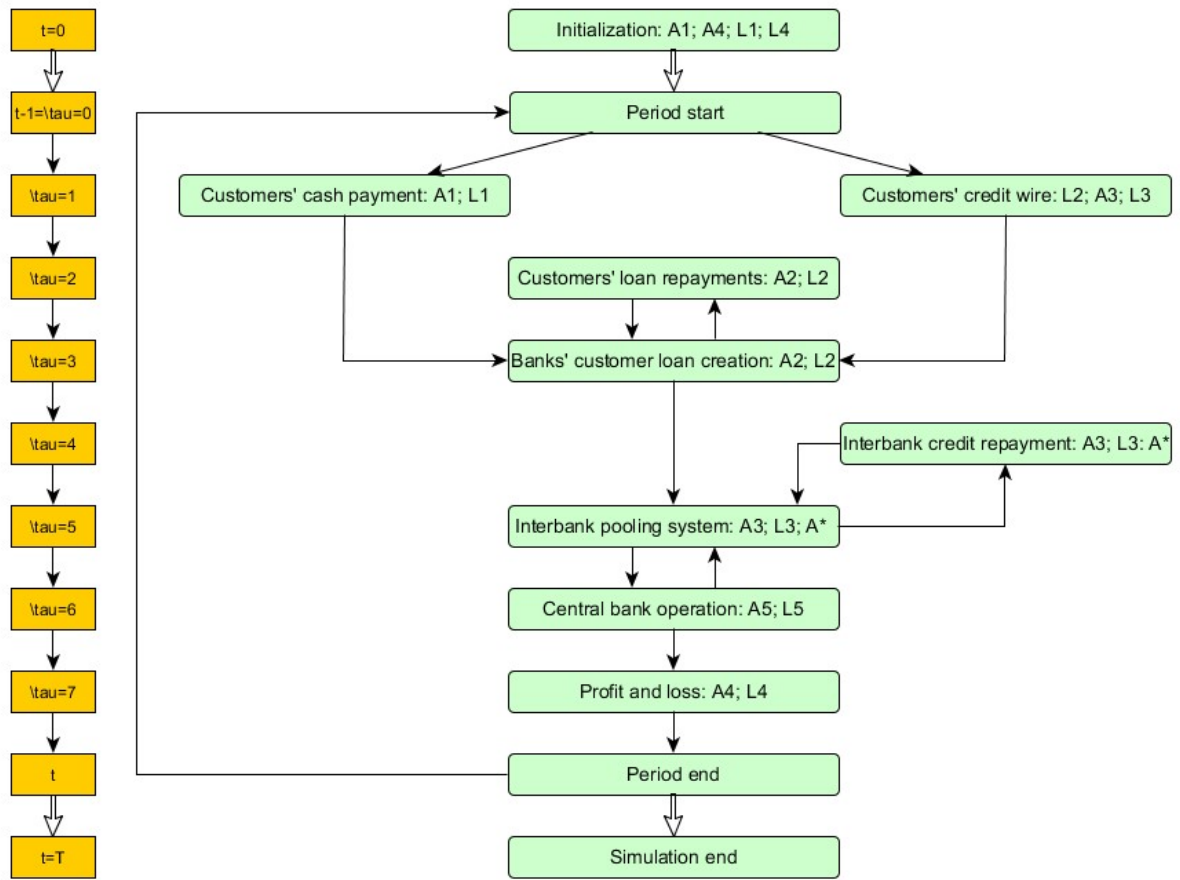 t=0
Initialization: A1; A4; L1; L4
t-1=\tau=0
Period start
\tau=1
Customers' cash payment: A1; L1
Customers' credit wire: L2; A3; L3
\tau=2
Customers' loan repayments: A2; L2
\tau=3
Banks' customer loan creation: A2; L2
\tau=4
Interbank credit repayment: A3; L3: A*
\tau=5
Interbank pooling system: A3; L3; A*
\tau=6
Central bank operation: A5; L5
\tau=7
Profit and loss: A4; L4
t
Period end
t=T
Simulation end